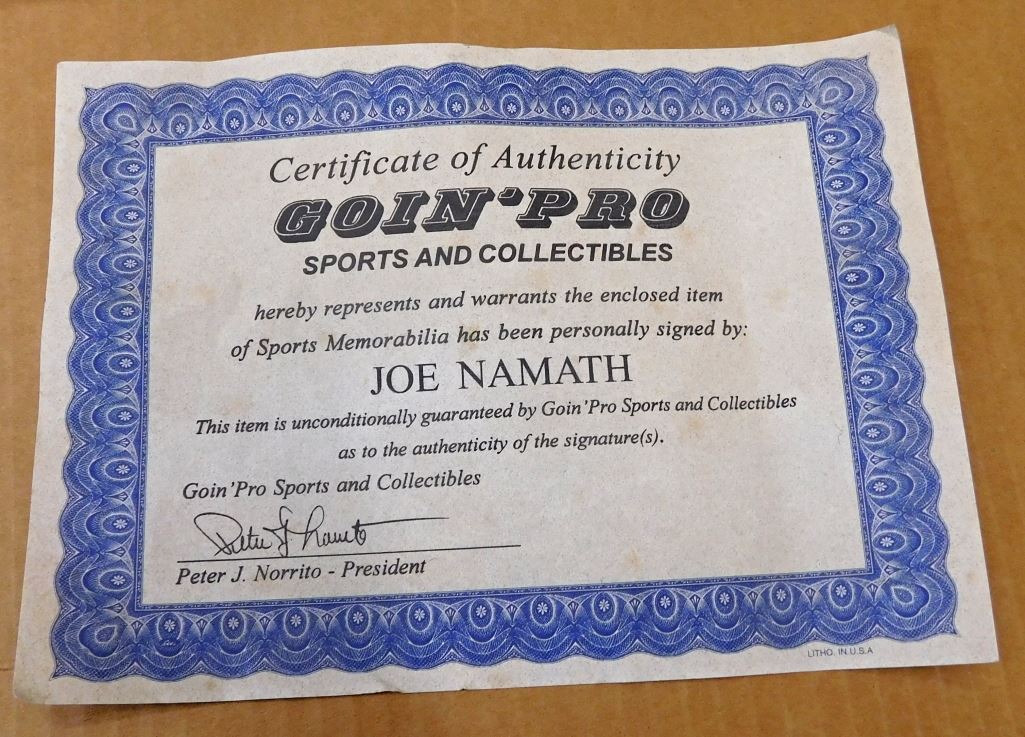 Certificate of Authenticity
GOIN'PRO
SPORTS AND COLLECTIBLES
hereby represents and warrants the enclosed item
of Sports Memorabilia has been personally signed by:
JOE NAMATH
This item is unconditionally guaranteed by Goin'Pro Sports and Collectibles
as to the authenticity of the signature(s).
Goin'Pro Sports and Collectibles
Peter J. Norrito - President
LITHO. IN U.S.A